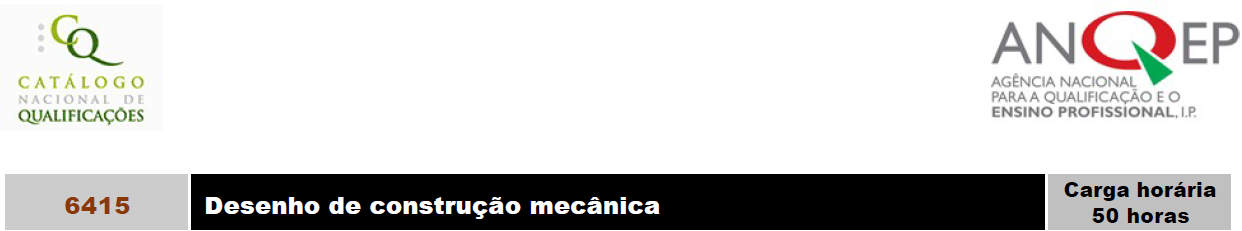 CQ
CATÁLOGO
NACIONAL DE
QUALIFICAÇÕES
ANQEP
AGÊNCIA NACIONAL
PARA A QUALIFICAÇÃO E O
ENSINO PROFISSIONAL, I.P.
6415
Desenho de construção mecânica
Carga horária
50 horas